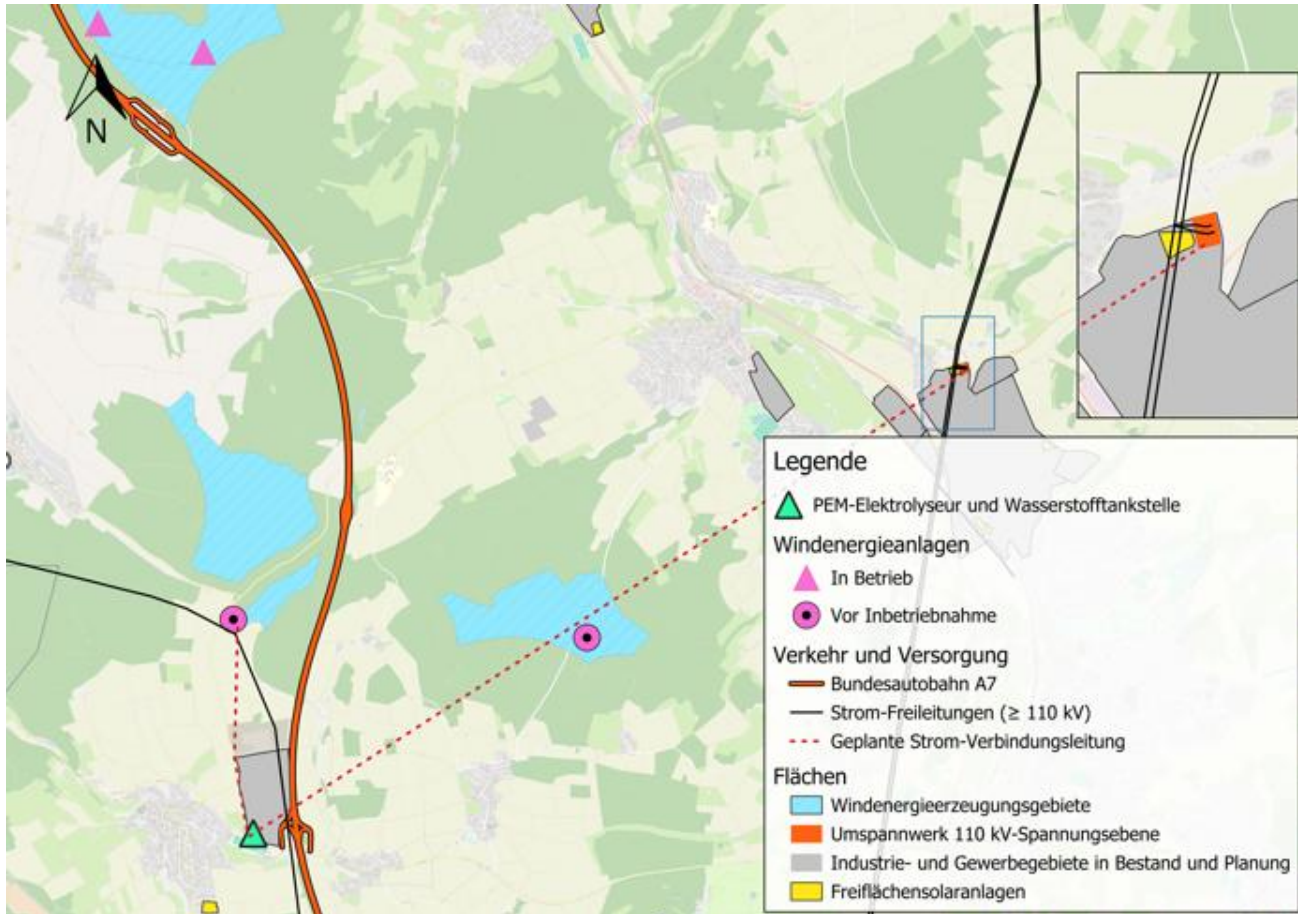 N
Legende
PEM-Elektrolyseur und Wasserstofftankstelle
Windenergieanlagen
In Betrieb
Vor Inbetriebnahme
Verkehr und Versorgung
Bundesautobahn A7
Strom-Freileitungen (≥ 110 kV)
Geplante Strom-Verbindungsleitung
Flächen
Windenergieerzeugungsgebiete
Umspannwerk 110 kV-Spannungsebene
Industrie- und Gewerbegebiete in Bestand und Planung
Freiflächensolaranlagen